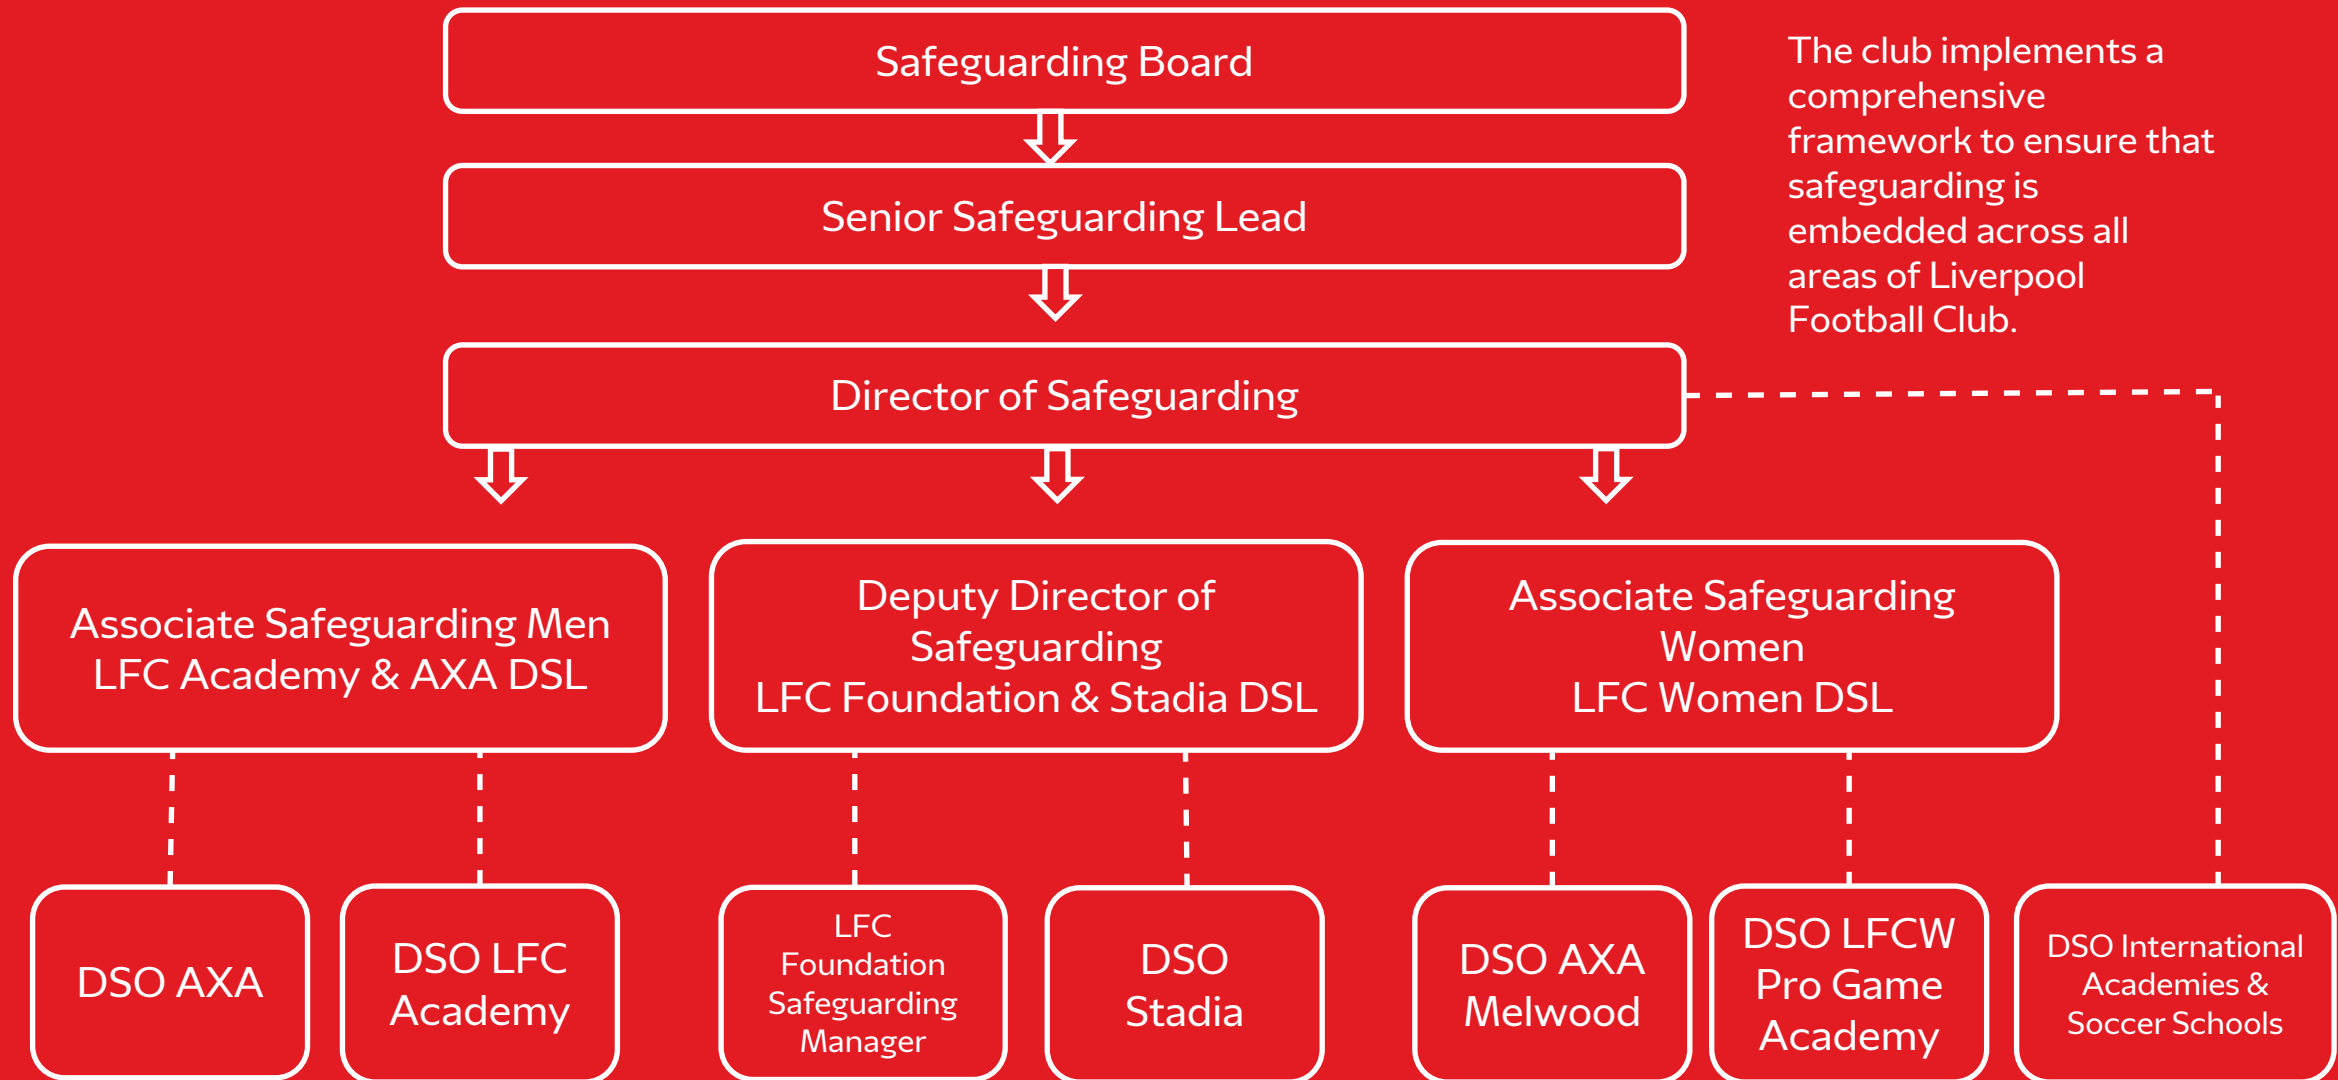 Safeguarding Board
The club implements a
comprehensive
framework to ensure that
safeguarding is
embedded across all
areas of Liverpool
Football Club.
Senior Safeguarding Lead
Director of Safeguarding
Associate Safeguarding Men
LFC Academy & AXA DSL
Deputy Director of
Safeguarding
LFC Foundation & Stadia DSL
Associate Safeguarding
Women
LFC Women DSL
DSO AXA
DSO LFC
Academy
LFC
Foundation
Safeguarding
Manager
DSO
Stadia
DSO AXA
Melwood
DSO LFCW
Pro Game
Academy
DSO International
Academies &
Soccer Schools